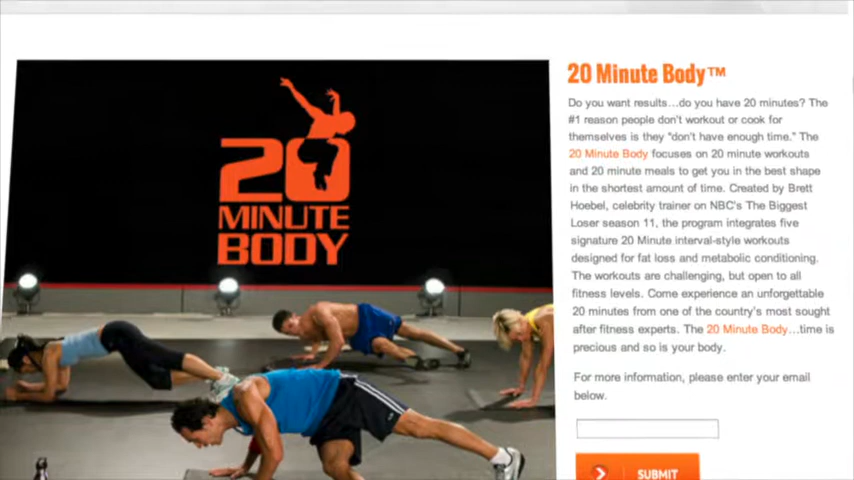 20
MINUTE
BODY
20 Minute Body™
Do you want results...do you have 20 minutes? The
#1 reason people don't workout or cook for
themselves is they "don't have enough time." The
20 Minute Body focuses on 20 minute workouts
and 20 minute meals to get you in the best shape
in the shortest amount of time. Created by Brett
Hoebel, celebrity trainer on NBC's The Biggest
Loser season 11, the program integrates five
signature 20 Minute interval-style workouts
designed for fat loss and metabolic conditioning.
The workouts are challenging, but open to all
fitness levels. Come experience an unforgettable
20 minutes from one of the country's most sought
after fitness experts. The 20 Minute Body...time is
precious and so is your body.
For more information, please enter your email
below.
SUBMIT